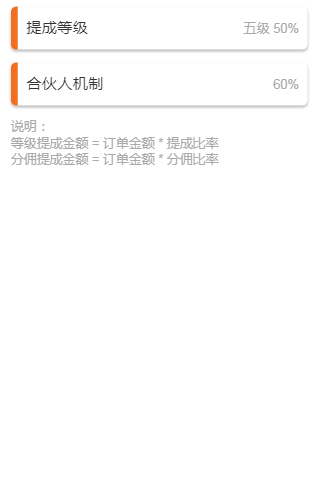 提成等级
五级 50%
合伙人机制
60%
说明：
等级提成金额 = 订单金额 * 提成比率
分佣提成金额 = 订单金额 * 分佣比率